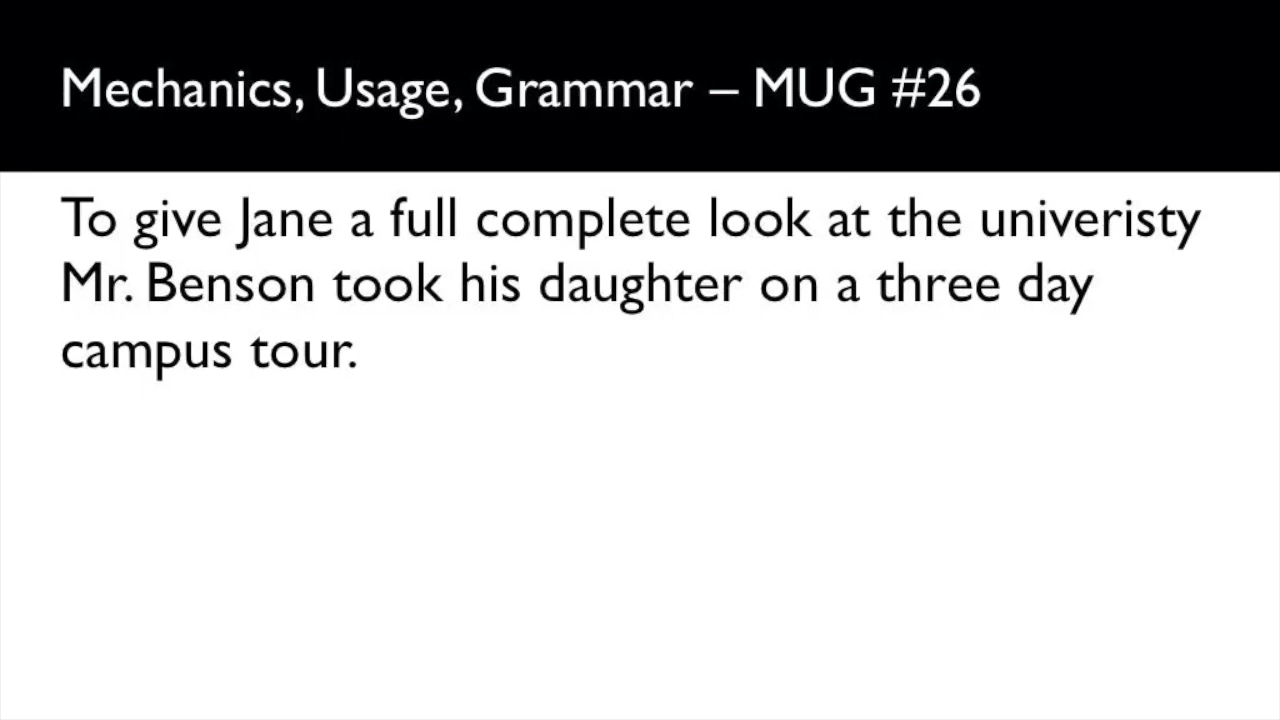 Mechanics, Usage, Grammar – MUG #26
To give Jane a full complete look at the univeristy
Mr. Benson took his daughter on a three day
campus tour.